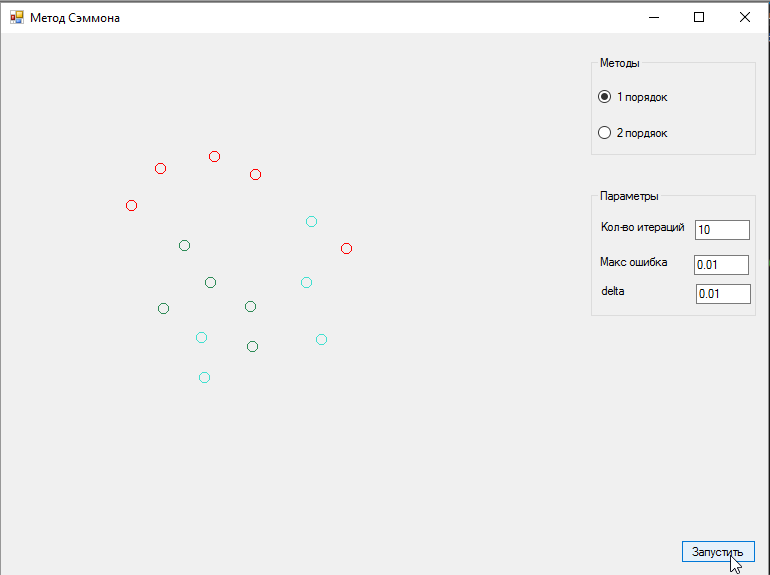 Метод Сэммона
Методы
1 порядок
2 пордяок
Параметры
Кол-во итераций 10
Макс ошибка 0.01
delta 0.01
Запустить